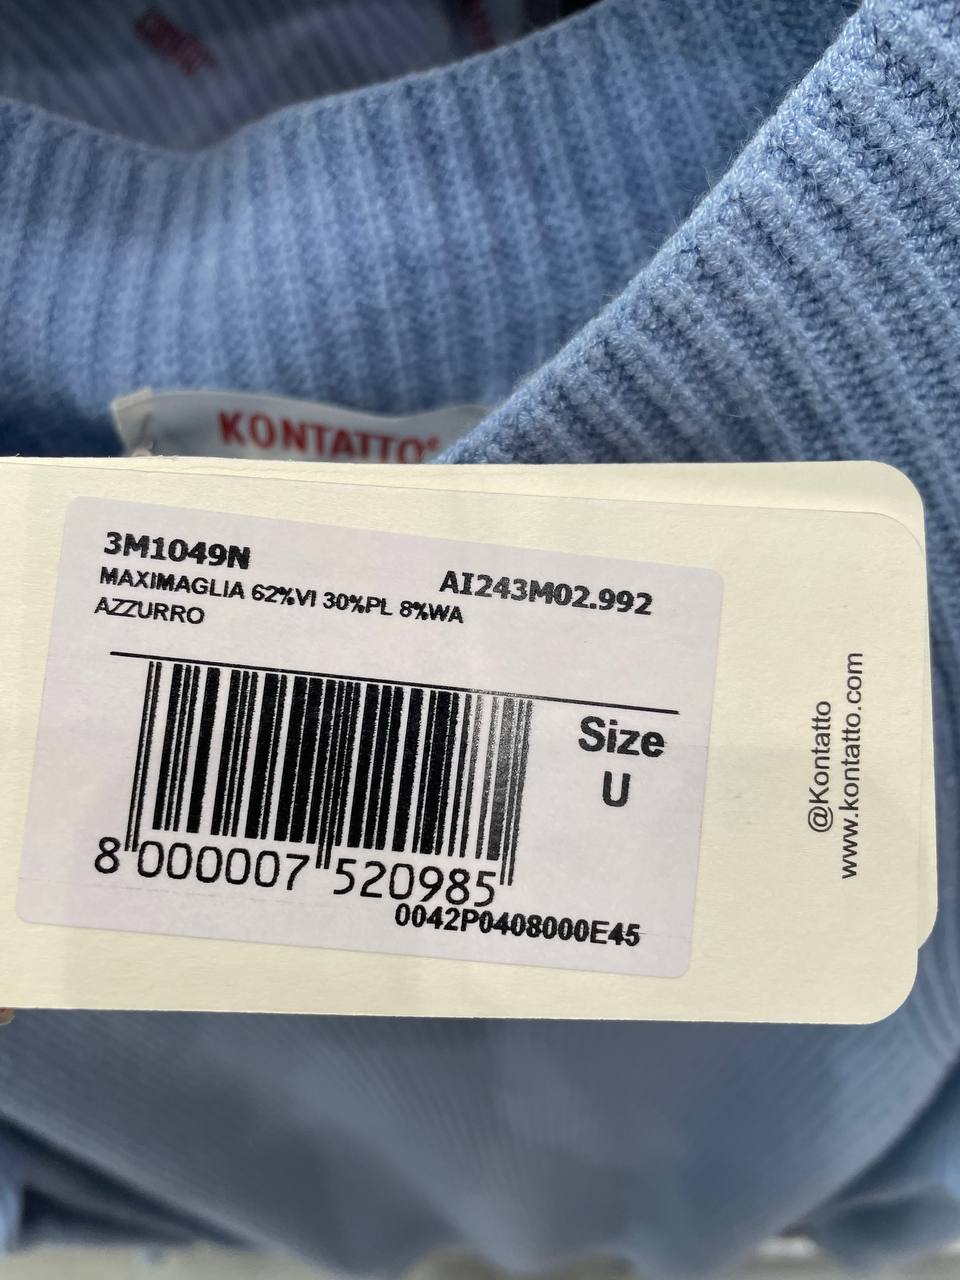 KONTATTO®
3M1049N
AI243M02.992
MAXIMAGLIA 62%VI 30%PL 8%WA
AZZURRO
Size
U
8 000007 520985
0042P0408000E45
@Kontatto
www.kontatto.com